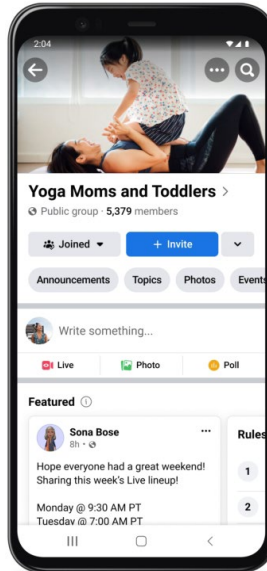 2:04
Yoga Moms and Toddlers
Public group · 5,379 members
Joined
+ Invite
Announcements
Topics
Photos
Events
Write something...
Live
Photo
Poll
Featured
Sona Bose
8h
Rules
Hope everyone had a great weekend!
Sharing this week's Live lineup!
1
Monday @ 9:30 AM PT
2
Tuesday @ 7:00 AM PT